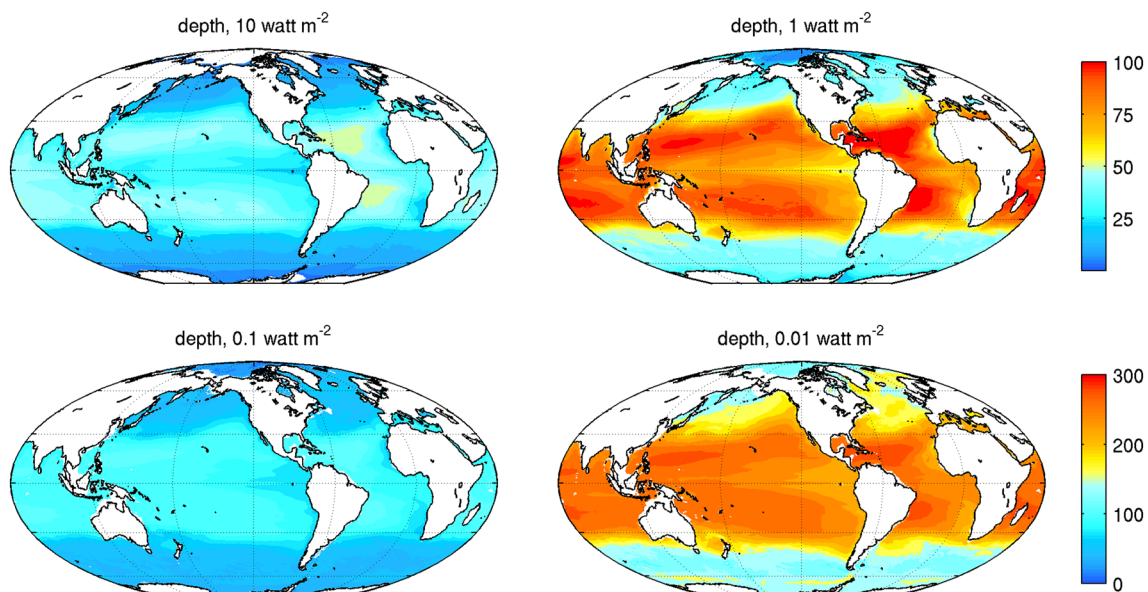 depth, 10 watt m⁻²
depth, 1 watt m⁻²
100
75
50
25
depth, 0.1 watt m⁻²
depth, 0.01 watt m⁻²
300
200
100
0